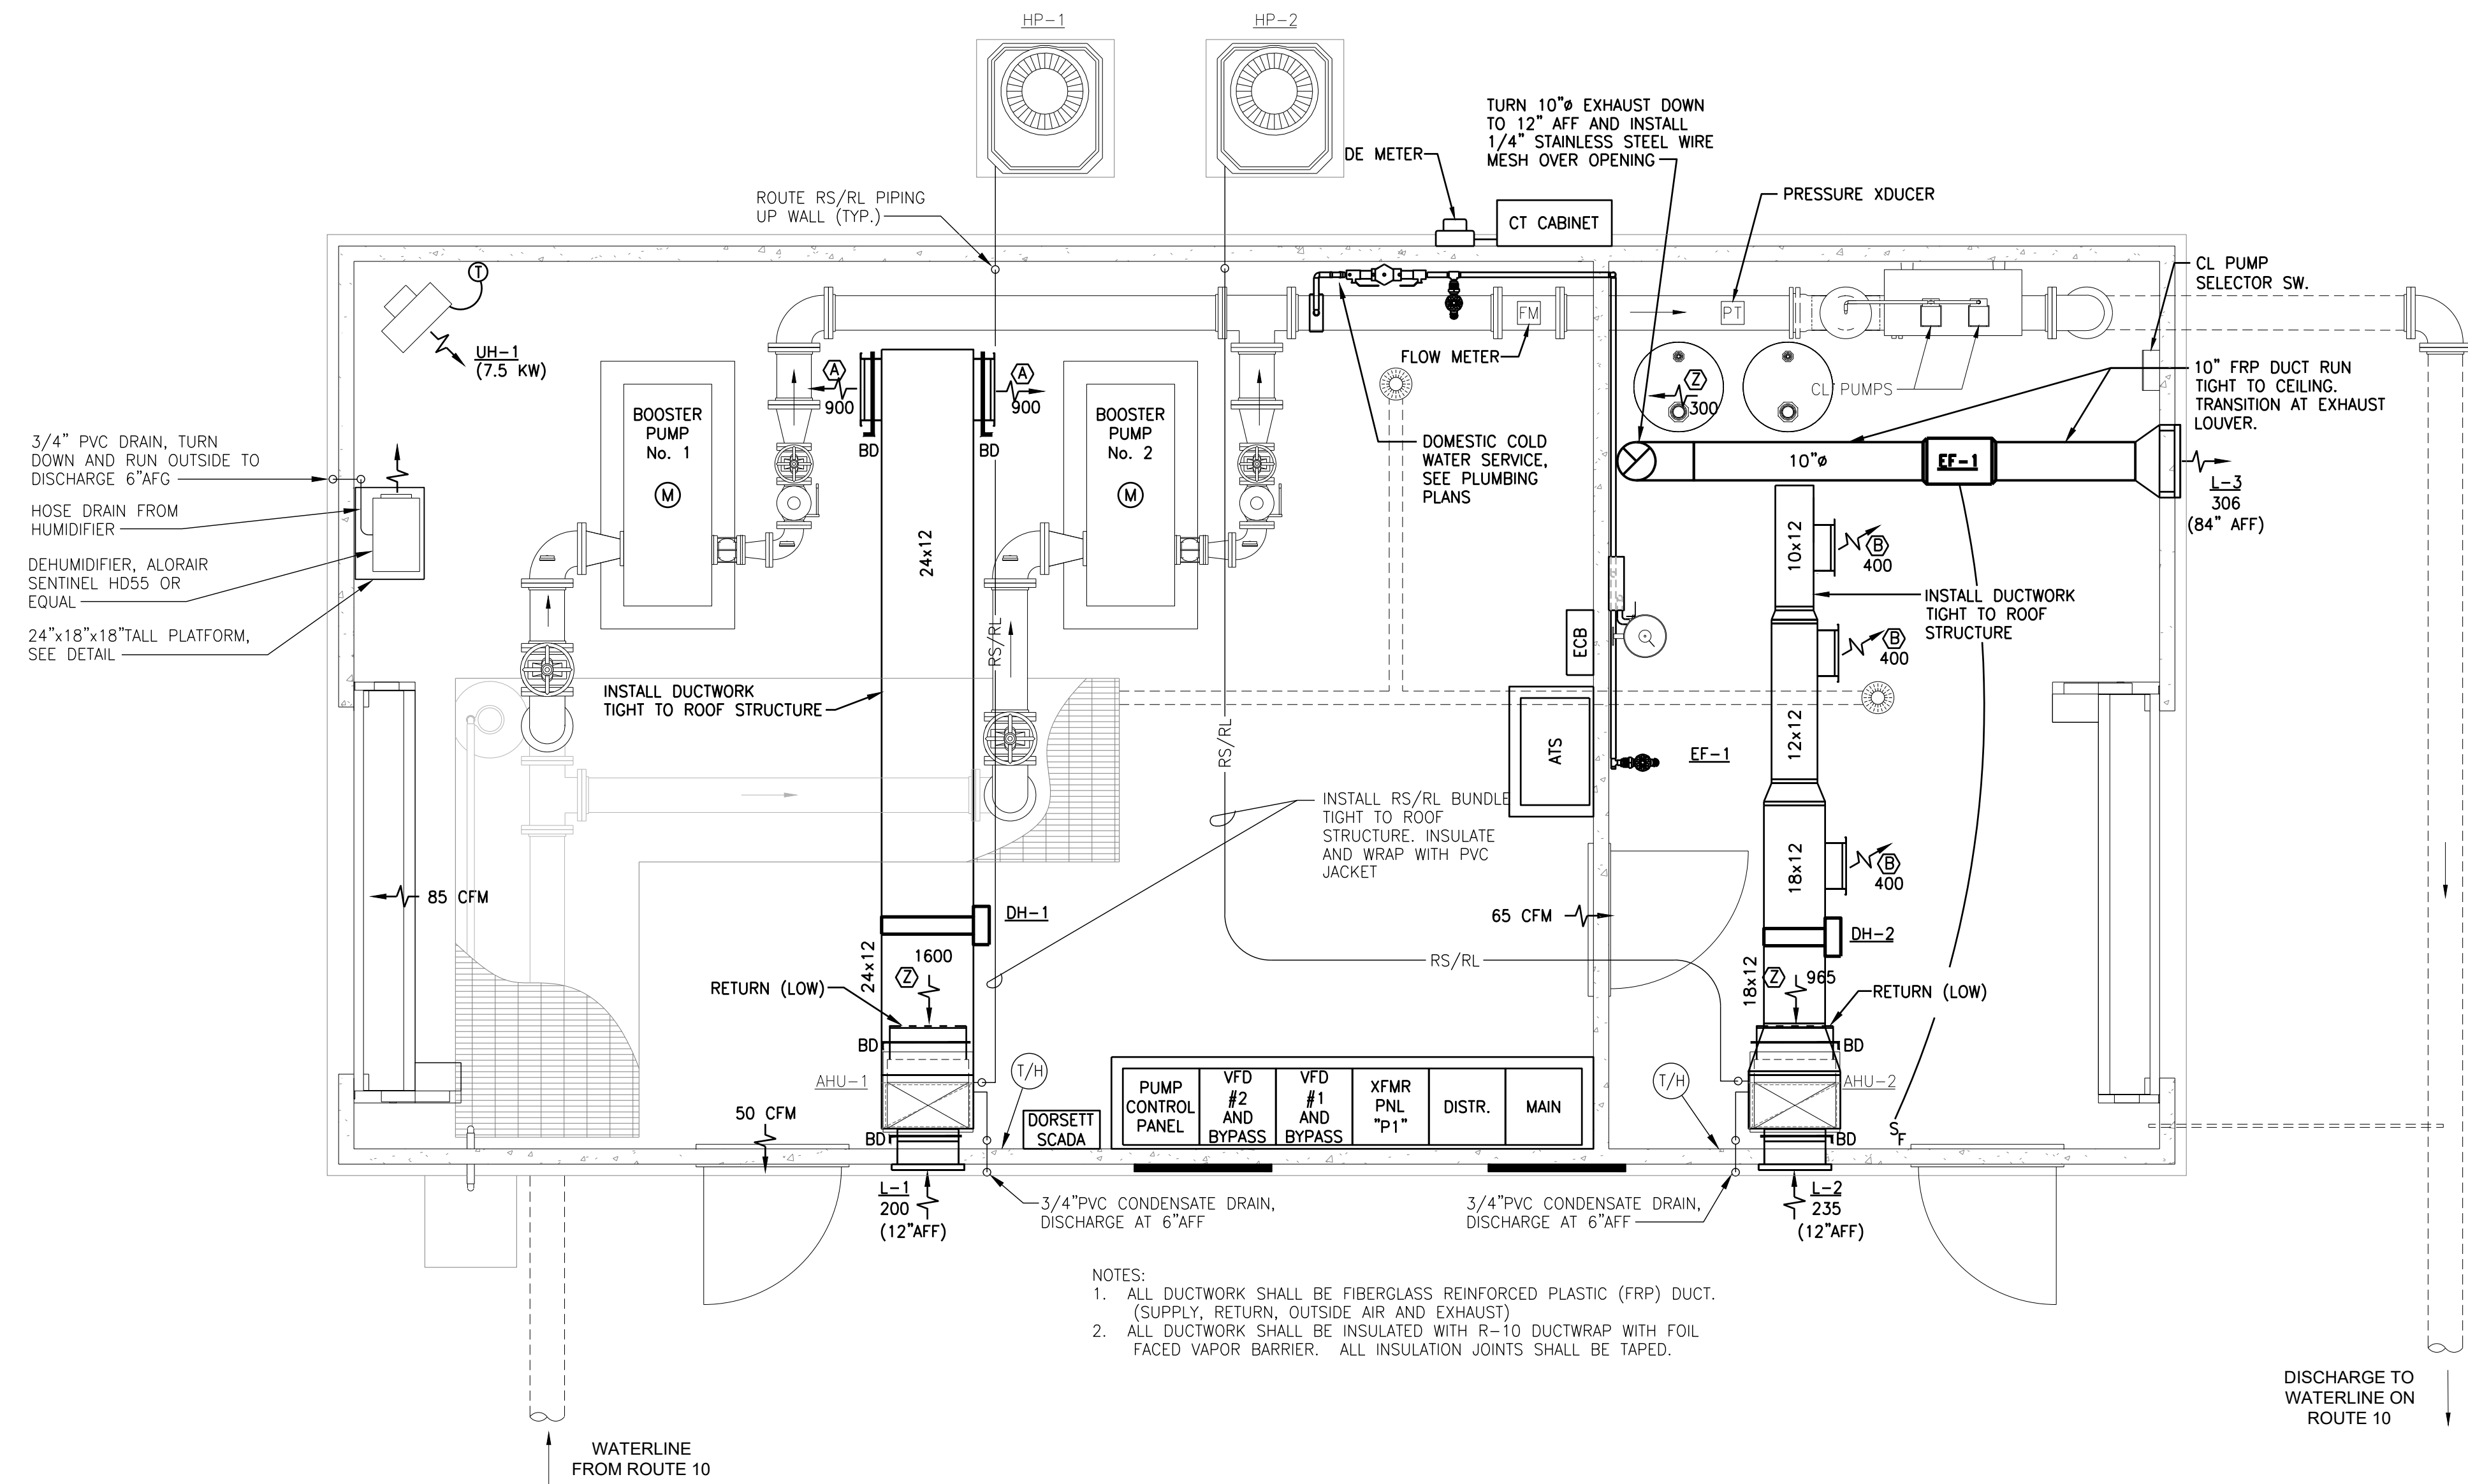 HP-1
HP-2
TURN 10"ø EXHAUST DOWN
TO 12" AFF AND INSTALL
1/4" STAINLESS STEEL WIRE
MESH OVER OPENING
DE METER
CT CABINET
PRESSURE XDUCER
ROUTE RS/RL PIPING
UP WALL (TYP.)
CL PUMP
SELECTOR SW.
T
UH-1
(7.5 KW)
FM
PT
FLOW METER
A
900
A
900
BD
BD
BOOSTER
PUMP
No. 1
M
BOOSTER
PUMP
No. 2
M
Z
300
CL PUMPS
10" FRP DUCT RUN
TIGHT TO CEILING.
TRANSITION AT EXHAUST
LOUVER.
3/4" PVC DRAIN, TURN
DOWN AND RUN OUTSIDE TO
DISCHARGE 6"AFG
HOSE DRAIN FROM
HUMIDIFIER
DEHUMIDIFIER, ALORAIR
SENTINEL HD55 OR
EQUAL
24"x18"x18"TALL PLATFORM,
SEE DETAIL
DOMESTIC COLD
WATER SERVICE,
SEE PLUMBING
PLANS
10"ø
EF-1
L-3
306
(84" AFF)
24x12
10x12
B
400
INSTALL DUCTWORK
TIGHT TO ROOF
STRUCTURE
B
400
RS/RL
ECB
INSTALL DUCTWORK
TIGHT TO ROOF STRUCTURE
RS/RL
ATS
EF-1
12x12
INSTALL RS/RL BUNDLE
TIGHT TO ROOF
STRUCTURE. INSULATE
AND WRAP WITH PVC
JACKET
18x12
B
400
85 CFM
DH-1
65 CFM
DH-2
24x12
1600
Z
RETURN (LOW)
RS/RL
18x12
Z
965
RETURN (LOW)
BD
BD
AHU-1
T/H
T/H
AHU-2
50 CFM
BD
DORSETT
SCADA
PUMP
CONTROL
PANEL
VFD
#2
AND
BYPASS
VFD
#1
AND
BYPASS
XFMR
PNL
"P1"
DISTR.
MAIN
BD
SF
L-1
200
(12"AFF)
3/4"PVC CONDENSATE DRAIN,
DISCHARGE AT 6"AFF
3/4"PVC CONDENSATE DRAIN,
DISCHARGE AT 6"AFF
L-2
235
(12"AFF)
NOTES:
1. ALL DUCTWORK SHALL BE FIBERGLASS REINFORCED PLASTIC (FRP) DUCT.
(SUPPLY, RETURN, OUTSIDE AIR AND EXHAUST)
2. ALL DUCTWORK SHALL BE INSULATED WITH R-10 DUCTWRAP WITH FOIL
FACED VAPOR BARRIER. ALL INSULATION JOINTS SHALL BE TAPED.
DISCHARGE TO
WATERLINE ON
ROUTE 10
WATERLINE
FROM ROUTE 10